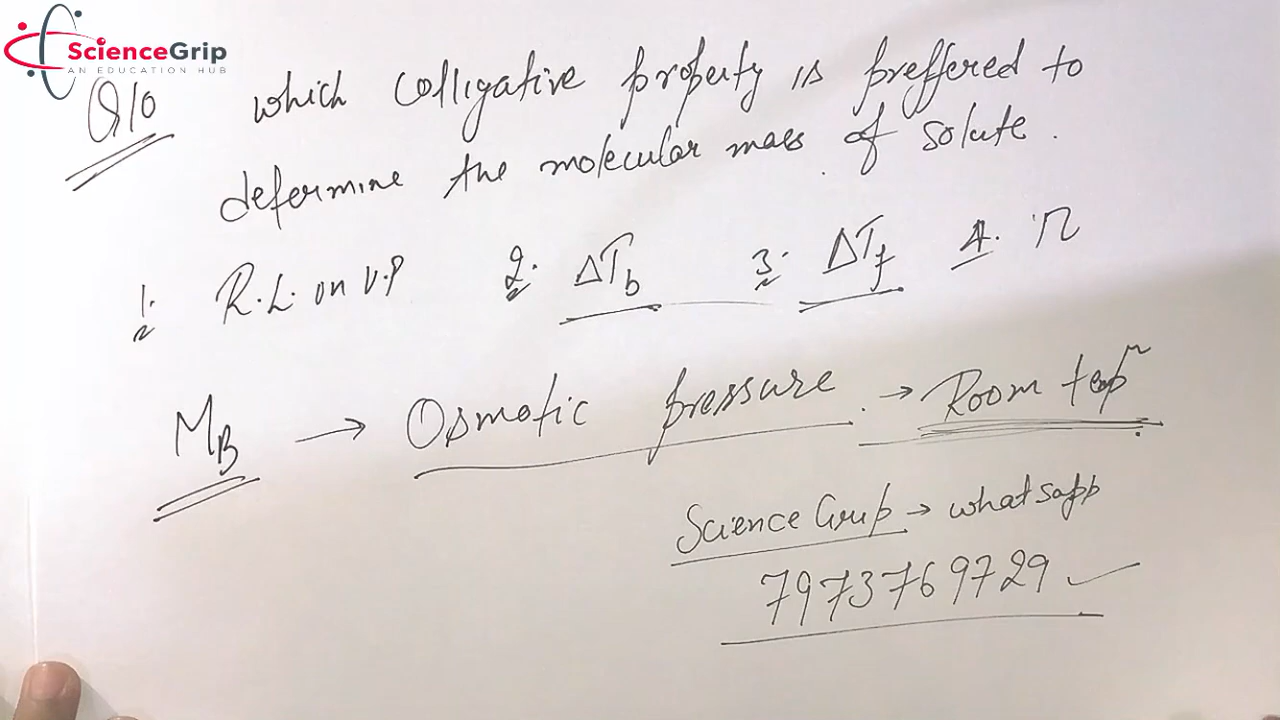 ScienceGrip
AN EDUCATION HUB
Q10 which colligative property is preffered to
determine the molecular mass of solute.
1. R.L. on V.P 2. ΔTb 3. ΔTf 4. π
MB → Osmotic pressure. → Room tempr
Science Grip → whatsapp
7973769729